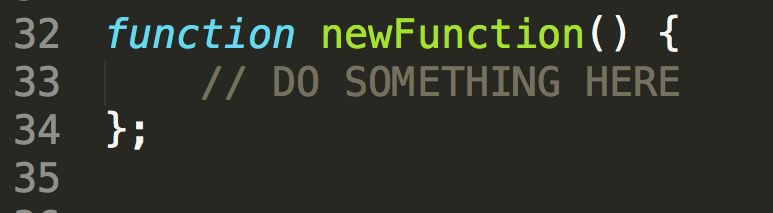 32 function newFunction() {
33 // DO SOMETHING HERE
34 };
35